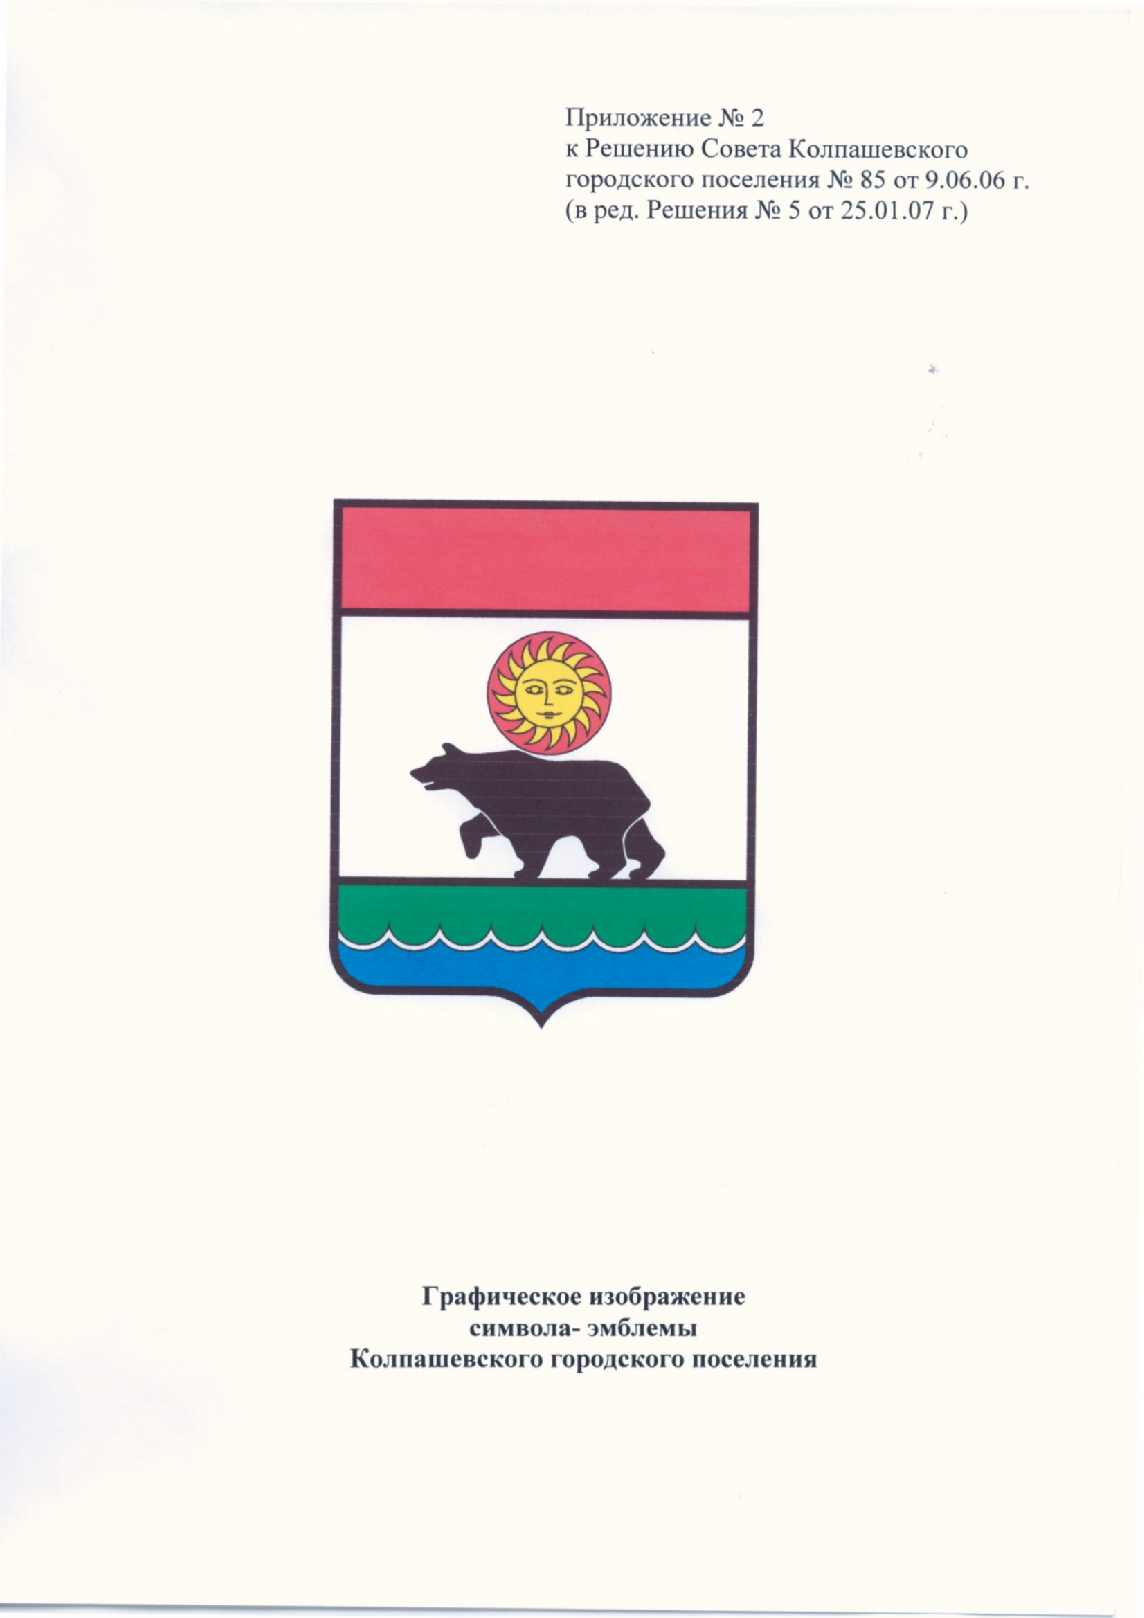 Приложение № 2
к Решению Совета Колпашевского
городского поселения № 85 от 9.06.06 г.
(в ред. Решения № 5 от 25.01.07 г.)
Графическое изображение
символа- эмблемы
Колпашевского городского поселения